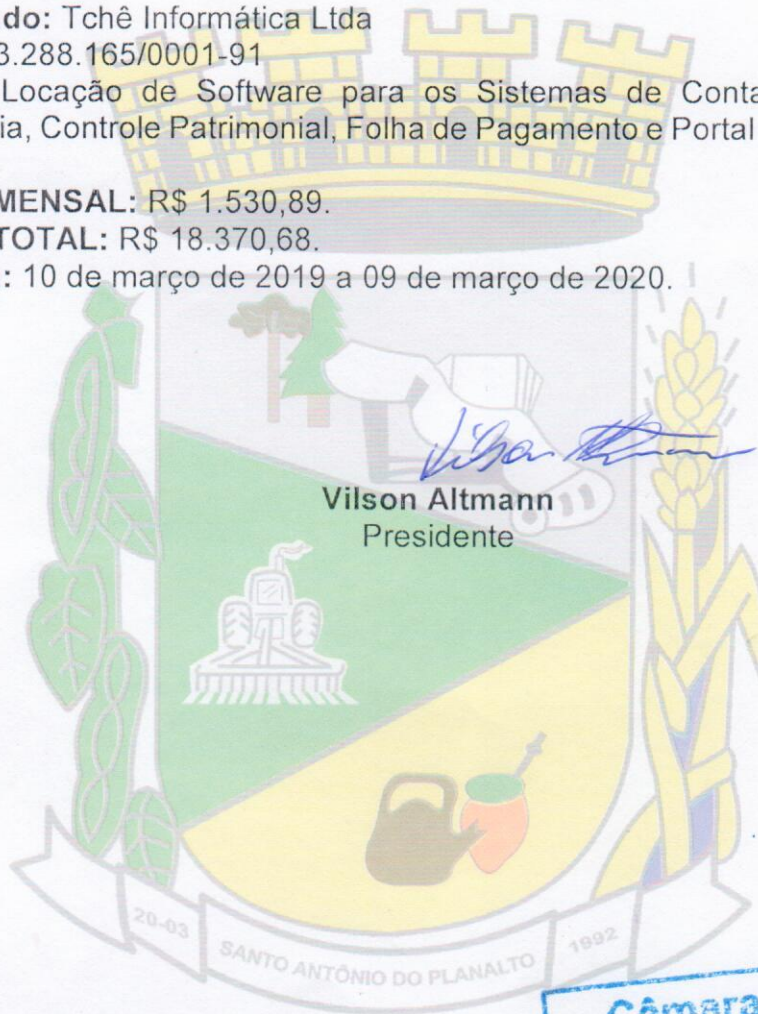 do: Tchê Informática Ltda
3.288.165/0001-91
Locação de Software para os Sistemas de Conta
ia, Controle Patrimonial, Folha de Pagamento e Portal
MENSAL: R$ 1.530,89.
TOTAL: R$ 18.370,68.
: 10 de março de 2019 a 09 de março de 2020.
Vilson Altmann
Vilson Altmann
Presidente
20-03
SANTO ANTÔNIO DO PLANALTO
1992
Câmara